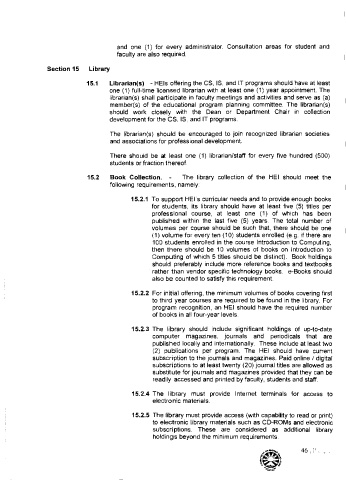 and one (1) for every administrator. Consultation areas for student and
faculty are also required.
Section 15 Library
15.1 Librarian(s) - HEIs offering the CS, IS, and IT programs should have at least
one (1) full-time licensed librarian with at least one (1) year appointment. The
librarian(s) shall participate in faculty meetings and activities and serve as (a)
member(s) of the educational program planning committee. The librarian(s)
should work closely with the Dean or Department Chair in collection
development for the CS, IS, and IT programs.
The librarian(s) should be encouraged to join recognized librarian societies
and associations for professional development.
There should be at least one (1) librarian/staff for every five hundred (500)
students or fraction thereof.
15.2 Book Collection. - The library collection of the HEI should meet the
following requirements, namely
15.2.1 To support HEI's curricular needs and to provide enough books
for students, its library should have at least five (5) titles per
professional course, at least one (1) of which has been
published within the last five (5) years. The total number of
volumes per course should be such that, there should be one
(1) volume for every ten (10) students enrolled (e.g. if there are
100 students enrolled in the course Introduction to Computing,
then there should be 10 volumes of books on introduction to
Computing of which 5 titles should be distinct). Book holdings
should preferably include more reference books and textbooks
rather than vendor specific technology books. e-Books should
also be counted to satisfy this requirement.
15.2.2 For initial offering, the minimum volumes of books covering first
to third year courses are required to be found in the library. For
program recognition, an HEI should have the required number
of books in all four-year levels.
15.2.3 The library should include significant holdings of up-to-date
computer magazines, journals and periodicals that are
published locally and internationally. These include at least two
(2) publications per program. The HEI should have current
subscription to the journals and magazines. Paid online / digital
subscriptions to at least twenty (20) journal titles are allowed as
substitute for journals and magazines provided that they can be
readily accessed and printed by faculty, students and staff.
15.2.4 The library must provide Internet terminals for access to
electronic materials.
15.2.5 The library must provide access (with capability to read or print)
to electronic library materials such as CD-ROMs and electronic
subscriptions. These are considered as additional library
holdings beyond the minimum requirements.